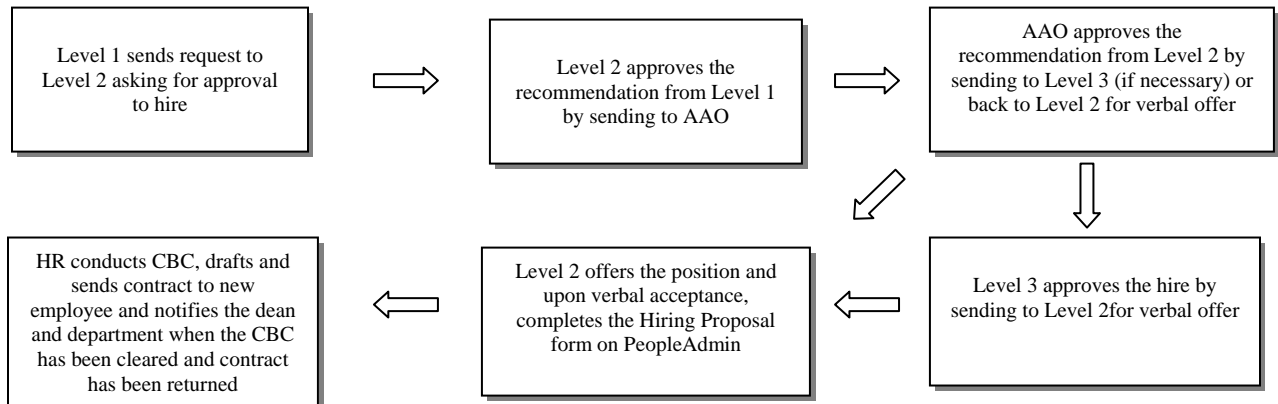 Level 1 sends request to
Level 2 asking for approval
to hire
Level 2 approves the
recommendation from Level 1
by sending to AAO
AAO approves the
recommendation from Level 2 by
sending to Level 3 (if necessary) or
back to Level 2 for verbal offer
Level 3 approves the hire by
sending to Level 2for verbal offer
Level 2 offers the position and
upon verbal acceptance,
completes the Hiring Proposal
form on PeopleAdmin
HR conducts CBC, drafts and
sends contract to new
employee and notifies the dean
and department when the CBC
has been cleared and contract
has been returned